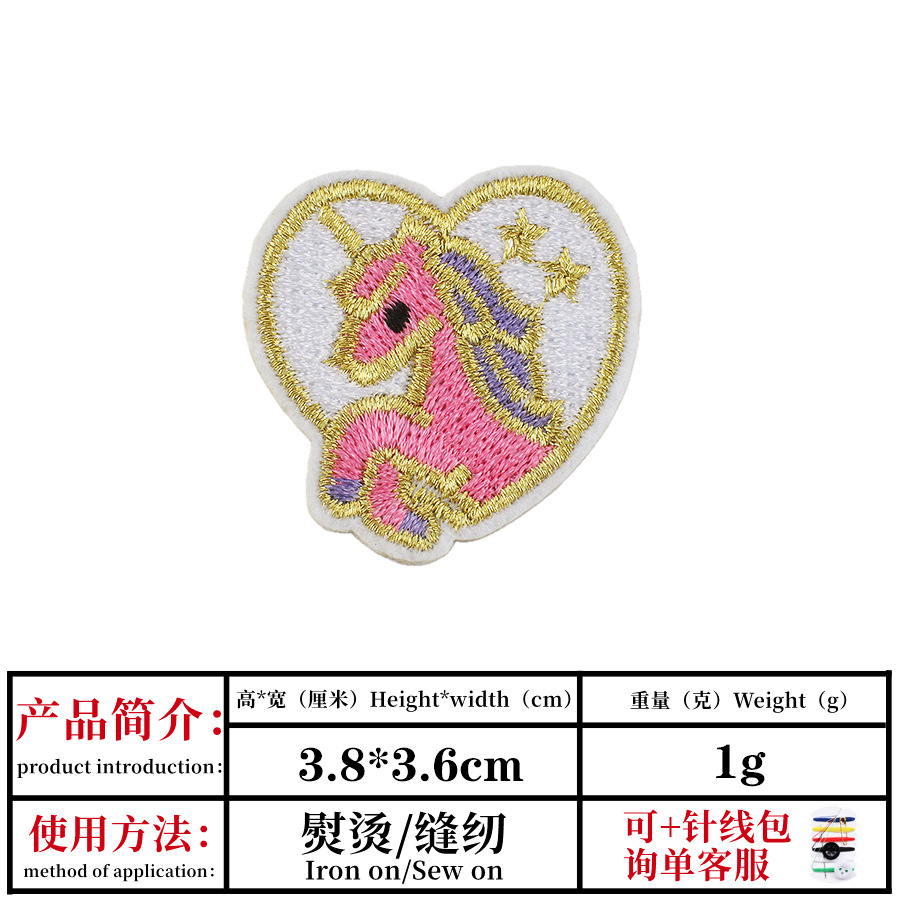 产品简介：
product introduction：
高*宽（厘米）Height*width（cm）
重量（克）Weight（g）
3.8*3.6cm
1g
使用方法：
method of application：
熨烫/缝纫
Iron on/Sew on
可+针线包
询单客服